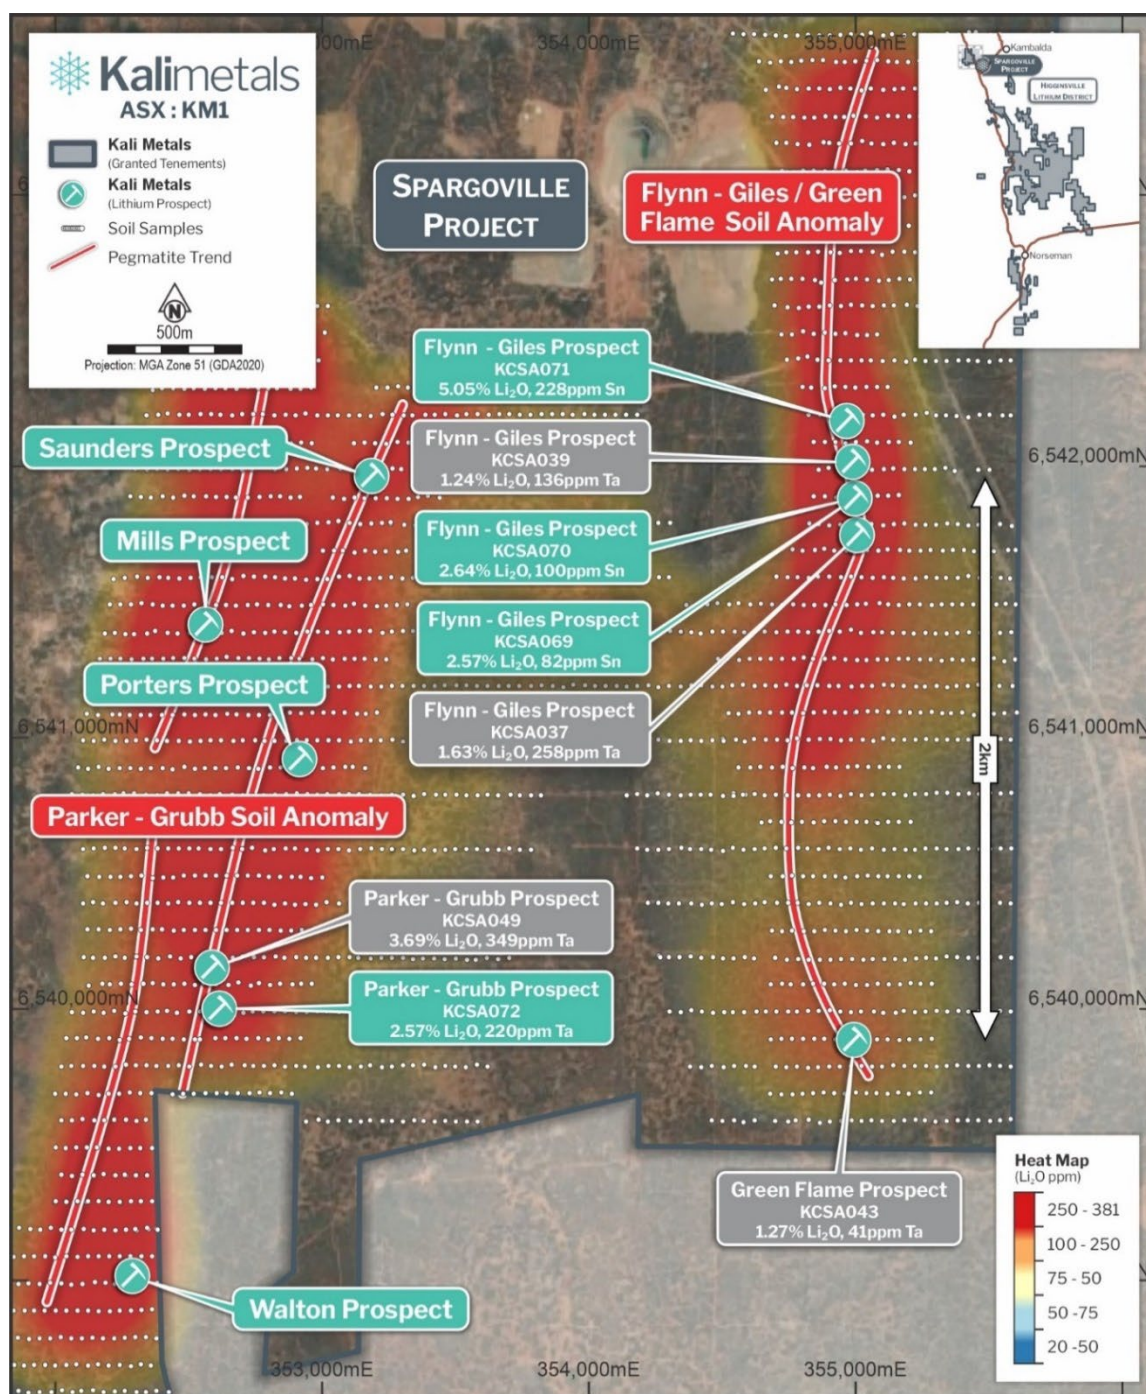 Kalimetals
ASX : KM1
Kali Metals
(Granted Tenements)
Kali Metals
(Lithium Prospect)
Soil Samples
Pegmatite Trend
N
500m
Projection: MGA Zone 51 (GDA2020)
000mE
354,000mE
355,000mE
Kambalda
SPARGOVILLE
PROJECT
HIGGINSVILLE
LITHIUM DISTRICT
Norseman
SPARGOVILLE
PROJECT
Flynn - Giles / Green
Flame Soil Anomaly
Flynn - Giles Prospect
KCSA071
5.05% Li₂O, 228ppm Sn
Flynn - Giles Prospect
KCSA039
1.24% Li₂O, 136ppm Ta
Flynn - Giles Prospect
KCSA070
2.64% Li₂O, 100ppm Sn
Flynn - Giles Prospect
KCSA069
2.57% Li₂O, 82ppm Sn
Flynn - Giles Prospect
KCSA037
1.63% Li₂O, 258ppm Ta
Saunders Prospect
Mills Prospect
Porters Prospect
6,542,000mN
6,541,000mN
6,541,000mN
2km
Parker - Grubb Soil Anomaly
Parker - Grubb Prospect
KCSA049
3.69% Li₂O, 349ppm Ta
Parker - Grubb Prospect
KCSA072
2.57% Li₂O, 220ppm Ta
6,540,000mN
6,540,000mN
Green Flame Prospect
KCSA043
1.27% Li₂O, 41ppm Ta
Walton Prospect
Heat Map
(Li₂O ppm)
250 - 381
100 - 250
75 - 50
50 -75
20 -50
353,000mE
354,000mE
355,000mE